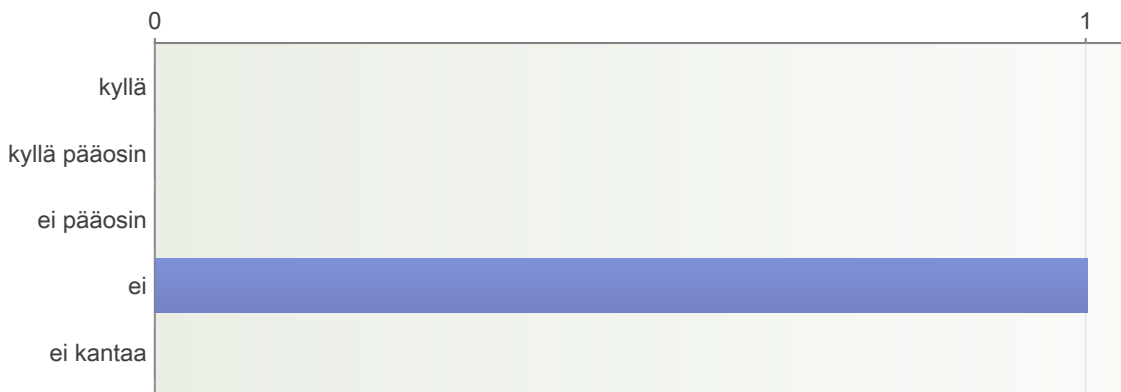 0 1
kyllä
kyllä pääosin
ei pääosin
ei
ei kantaa